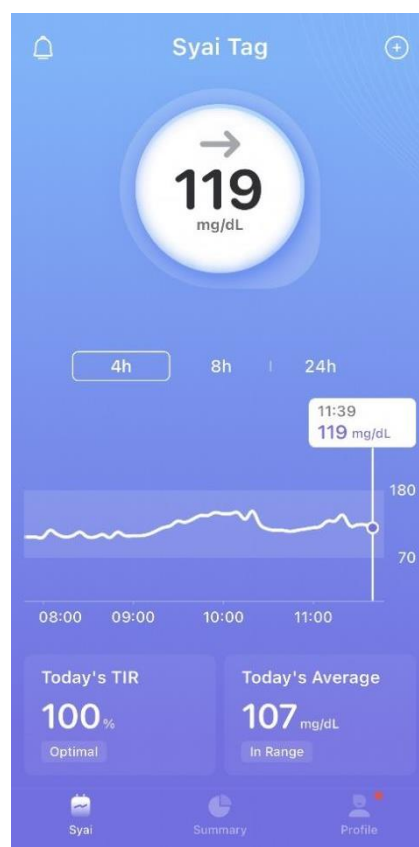 Syai Tag
119
mg/dL
4h 8h 24h
11:39
119 mg/dL
180
70
08:00 09:00 10:00 11:00
Today's TIR
100%
Optimal
Today's Average
107 mg/dL
In Range
Syai Summary Profile